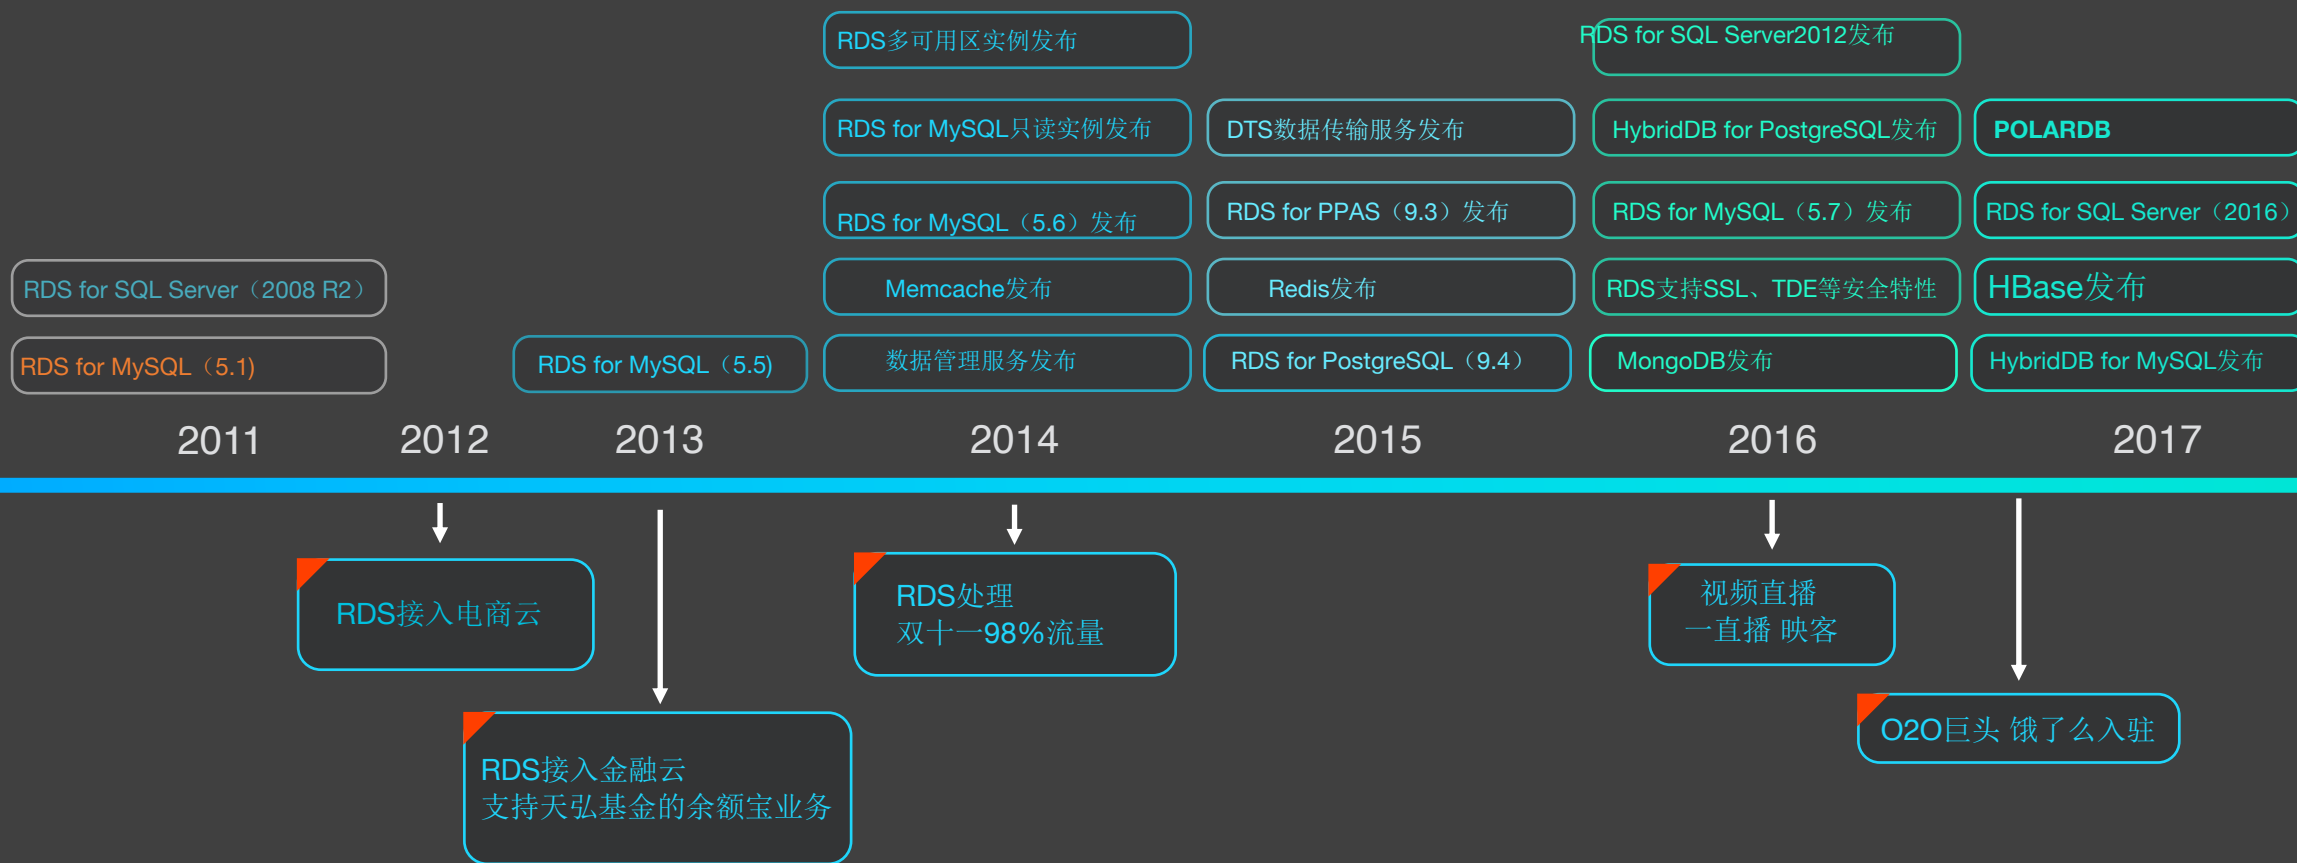 RDS多可用区实例发布
RDS for SQL Server2012发布
RDS for MySQL只读实例发布
DTS数据传输服务发布
HybridDB for PostgreSQL发布
POLARDB
RDS for MySQL（5.6）发布
RDS for PPAS（9.3）发布
RDS for MySQL（5.7）发布
RDS for SQL Server（2016）
RDS for SQL Server（2008 R2）
Memcache发布
Redis发布
RDS支持SSL、TDE等安全特性
HBase发布
RDS for MySQL（5.1)
RDS for MySQL（5.5)
数据管理服务发布
RDS for PostgreSQL（9.4）
MongoDB发布
HybridDB for MySQL发布
2011
2012
2013
2014
2015
2016
2017
RDS接入电商云
RDS处理
双十一98%流量
视频直播
一直播 映客
O2O巨头 饿了么入驻
RDS接入金融云
支持天弘基金的余额宝业务